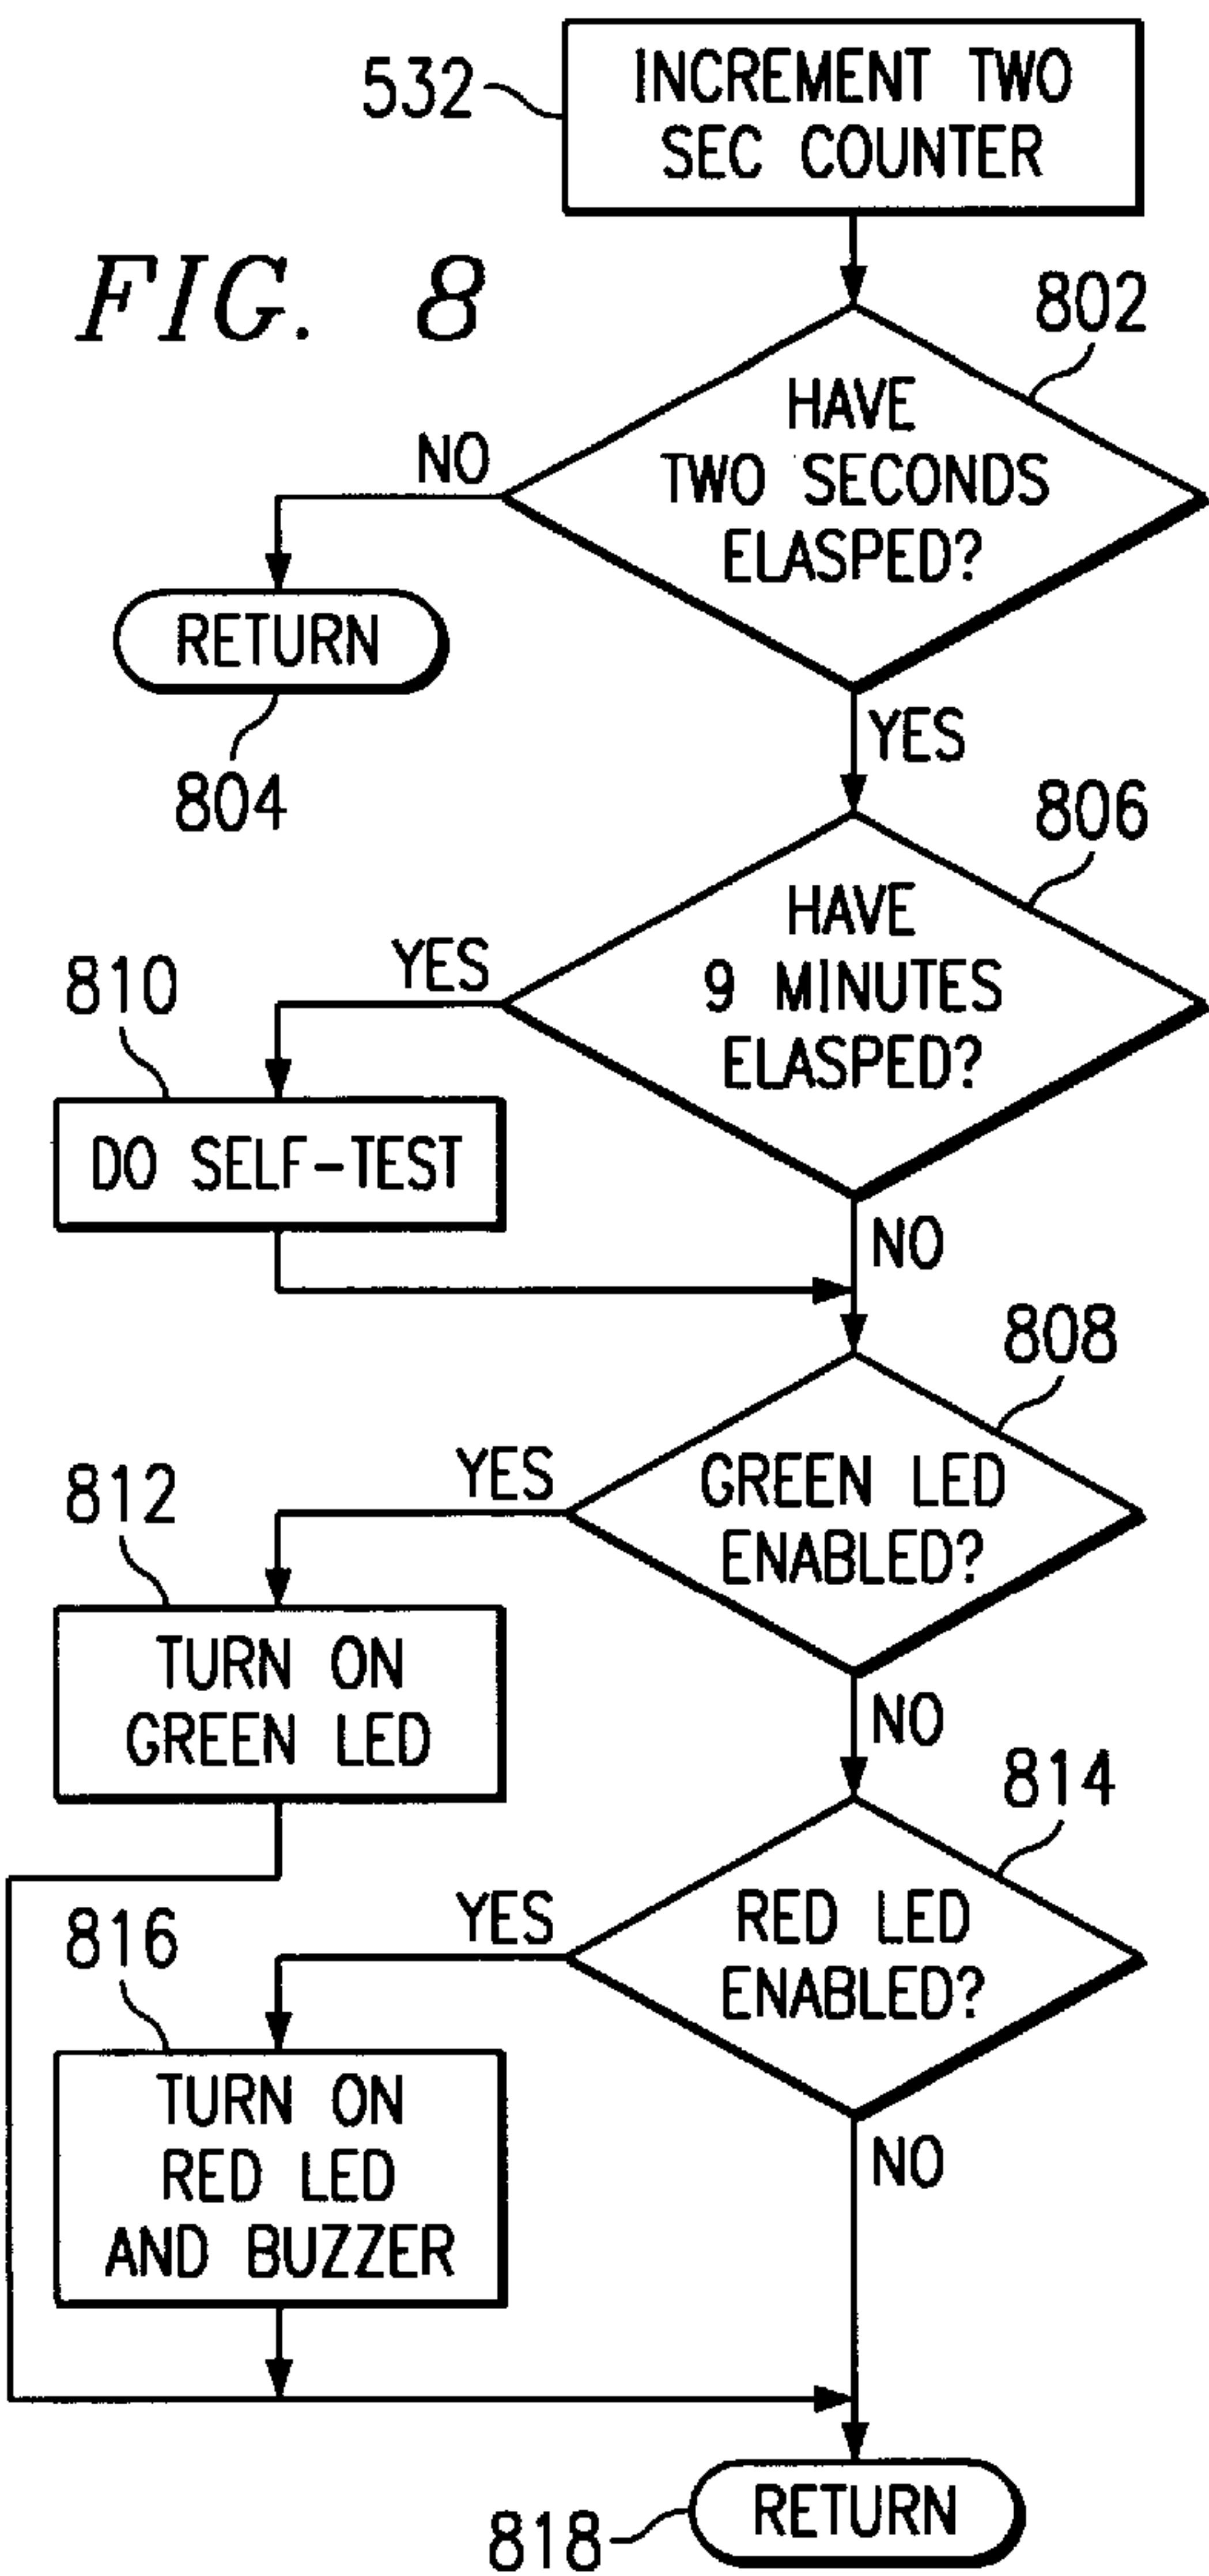 532
INCREMENT TWO
SEC COUNTER
FIG. 8
802
HAVE
TWO SECONDS
ELASPED?
NO
RETURN
804
YES
806
HAVE
9 MINUTES
ELASPED?
YES
810
DO SELF-TEST
NO
808
GREEN LED
ENABLED?
YES
812
TURN ON
GREEN LED
NO
814
RED LED
ENABLED?
YES
816
TURN ON
RED LED
AND BUZZER
NO
RETURN
818